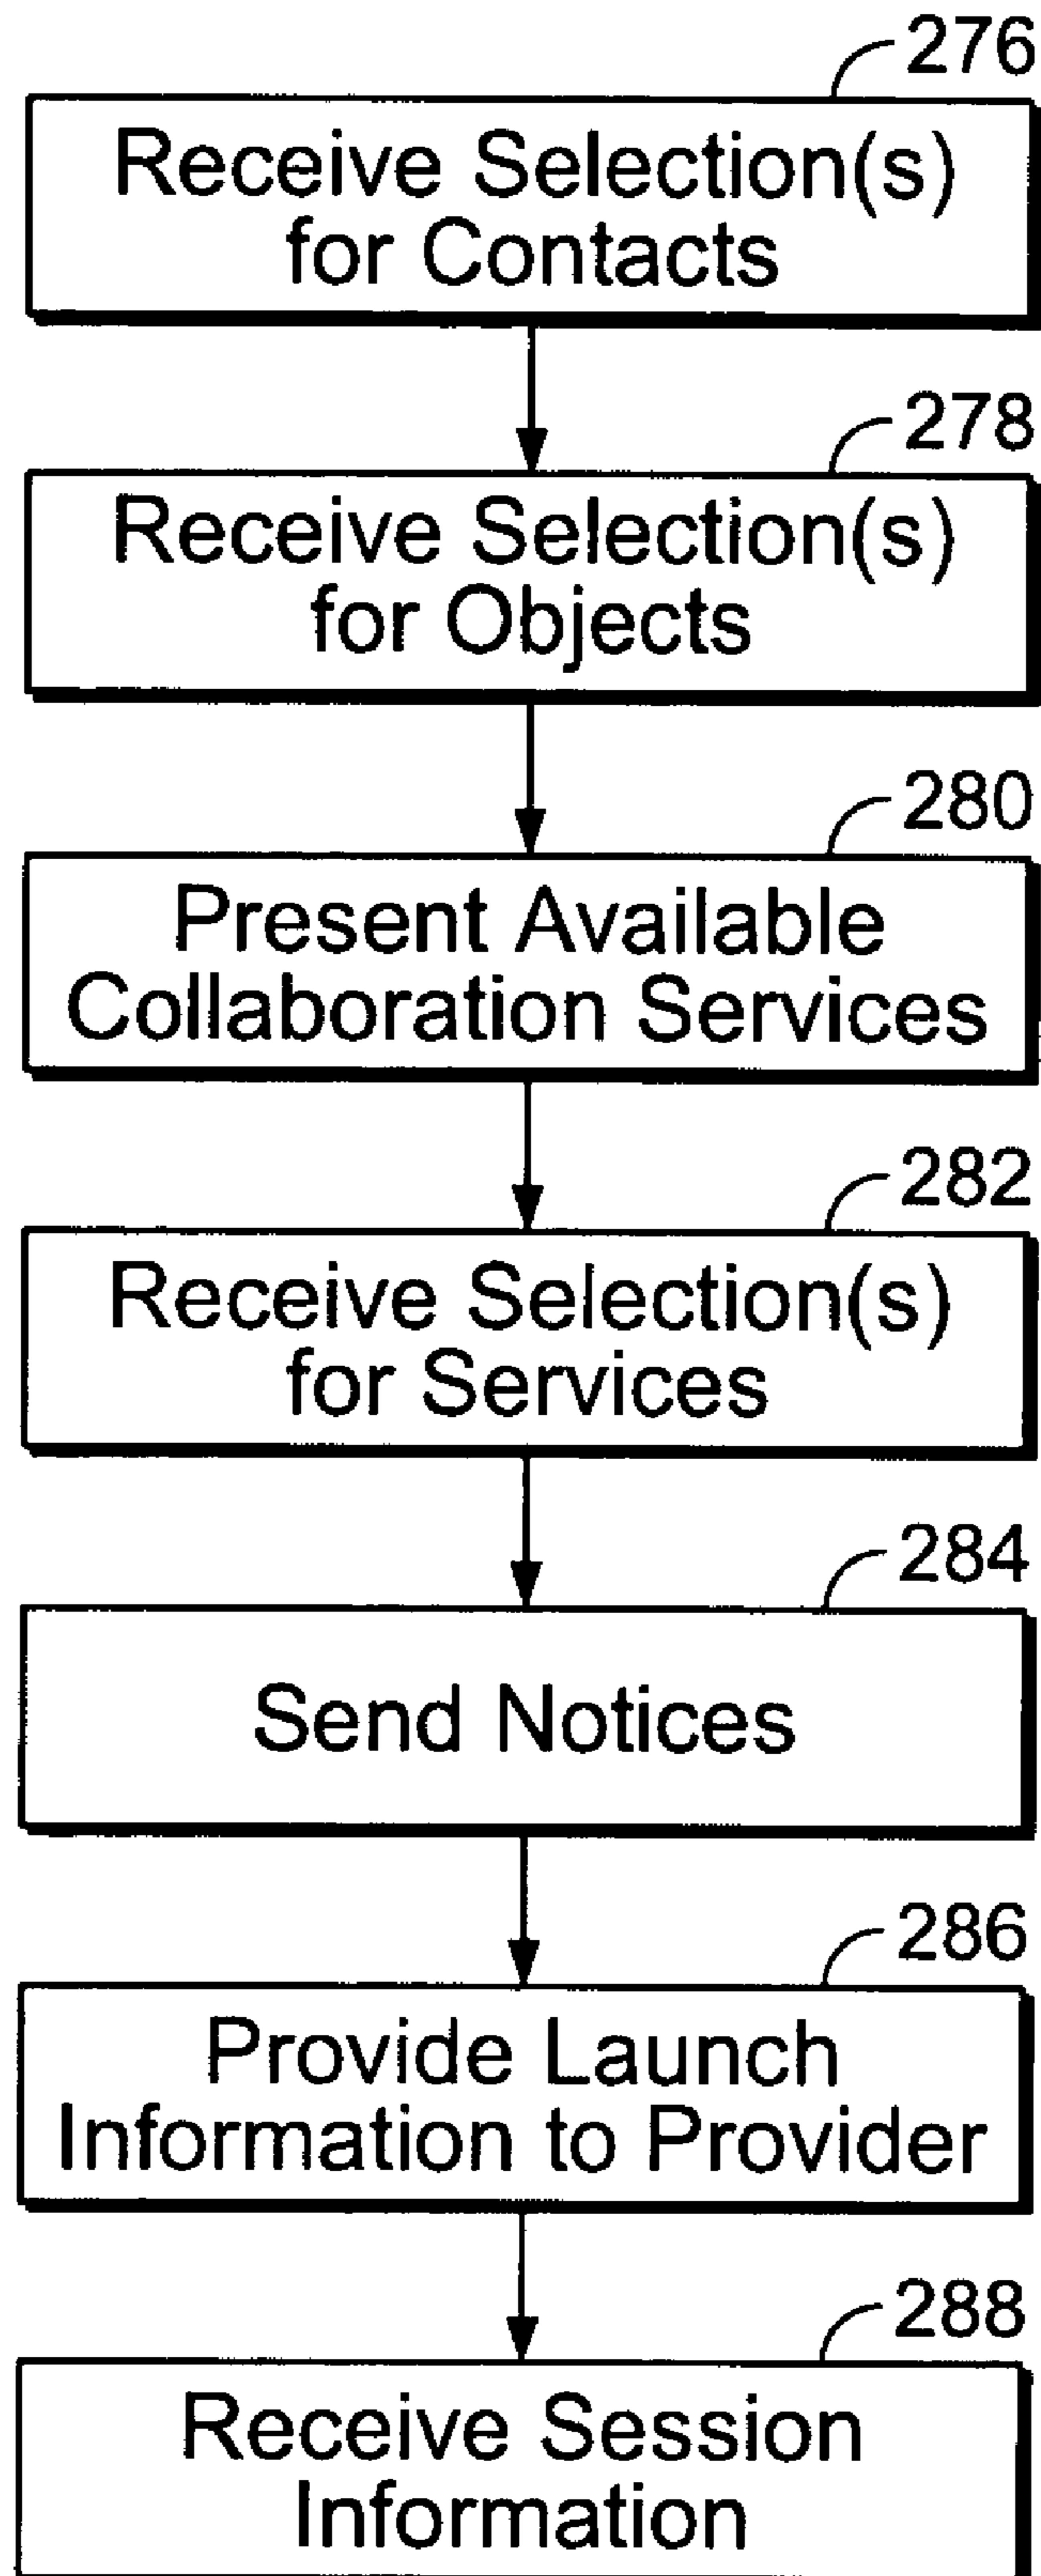 276
Receive Selection(s)
for Contacts
278
Receive Selection(s)
for Objects
280
Present Available
Collaboration Services
282
Receive Selection(s)
for Services
284
Send Notices
286
Provide Launch
Information to Provider
288
Receive Session
Information